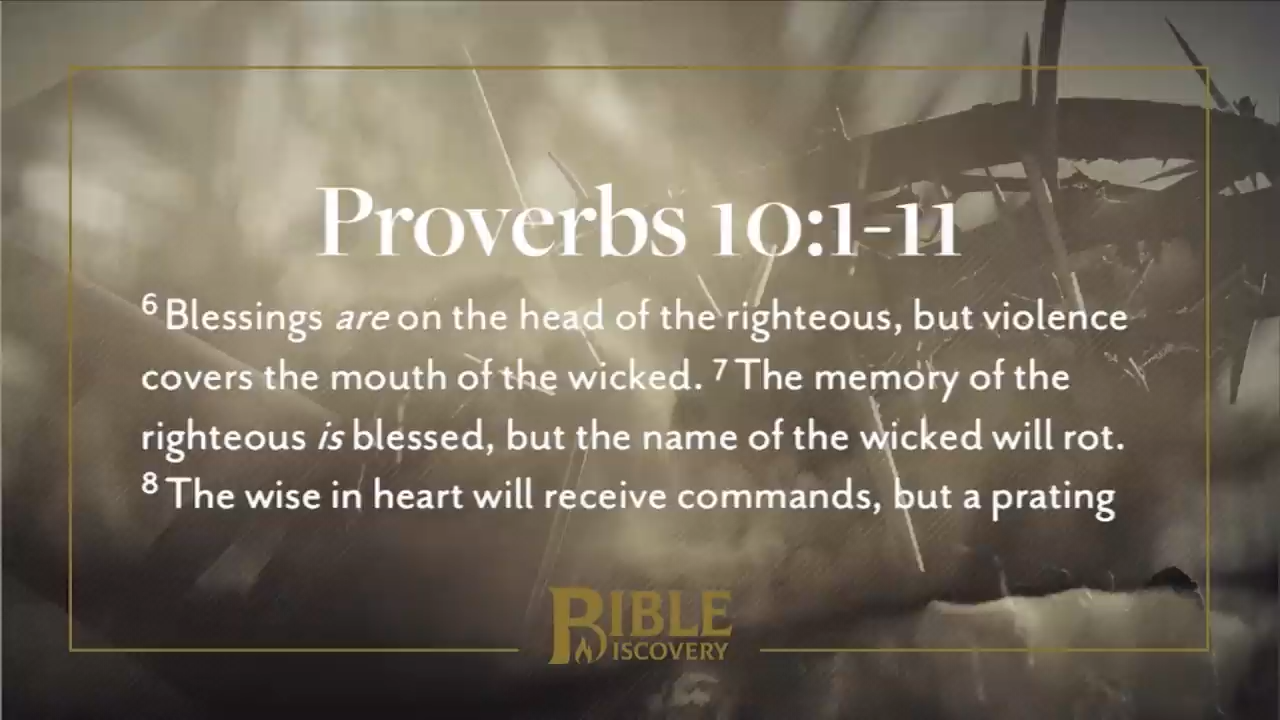 Proverbs 10:1-11
⁶ Blessings are on the head of the righteous, but violence
covers the mouth of the wicked. ⁷ The memory of the
righteous is blessed, but the name of the wicked will rot.
⁸ The wise in heart will receive commands, but a prating
BIBLE
DISCOVERY